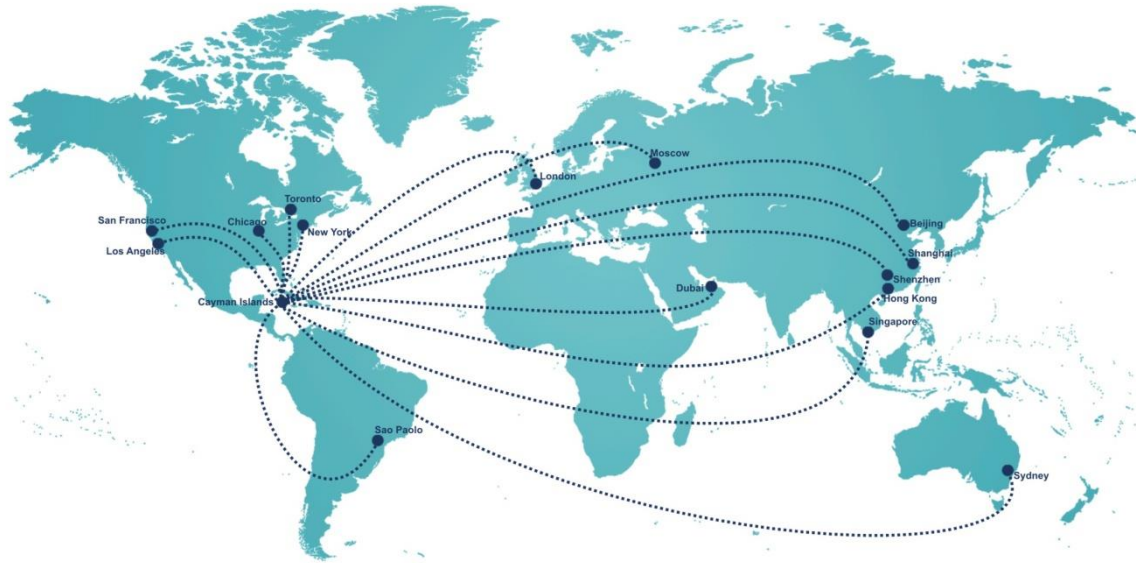 Moscow
London
Toronto
San Francisco
Chicago
New York
Beijing
Los Angeles
Shanghai
Shenzhen
Dubai
Cayman Islands
Hong Kong
Singapore
Sao Paolo
Sydney